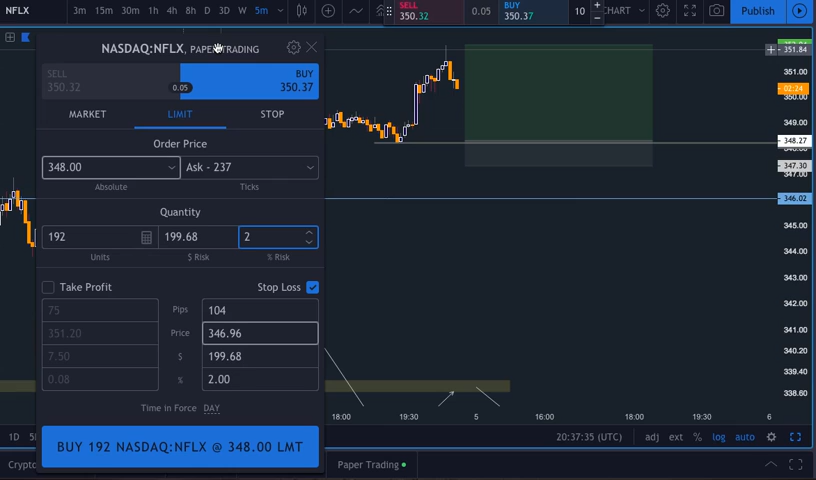 NFLX 3m 15m 30m 1h 4h 8h D 3D W 5m
SELL 350.32 0.05 BUY 350.37 10 CHART Publish
NASDAQ:NFLX, PAPER TRADING
SELL 350.32 0.05 BUY 350.37
MARKET LIMIT STOP
Order Price
348.00 Ask - 237
Absolute Ticks
Quantity
192 199.68 2
Units $ Risk % Risk
Take Profit Stop Loss
75 Pips 104
351.20 Price 346.96
7.50 $ 199.68
0.08 % 2.00
Time in Force DAY
BUY 192 NASDAQ:NFLX @ 348.00 LMT
351.84
351.00
02:24
350.00
349.00
348.27
347.30
347.00
346.02
345.00
344.00
343.00
342.00
341.00
340.20
339.40
338.60
18:00 19:30 5 16:00 18:00 19:30 6
1D 20:37:35 (UTC) adj ext % log auto
Crypto Paper Trading